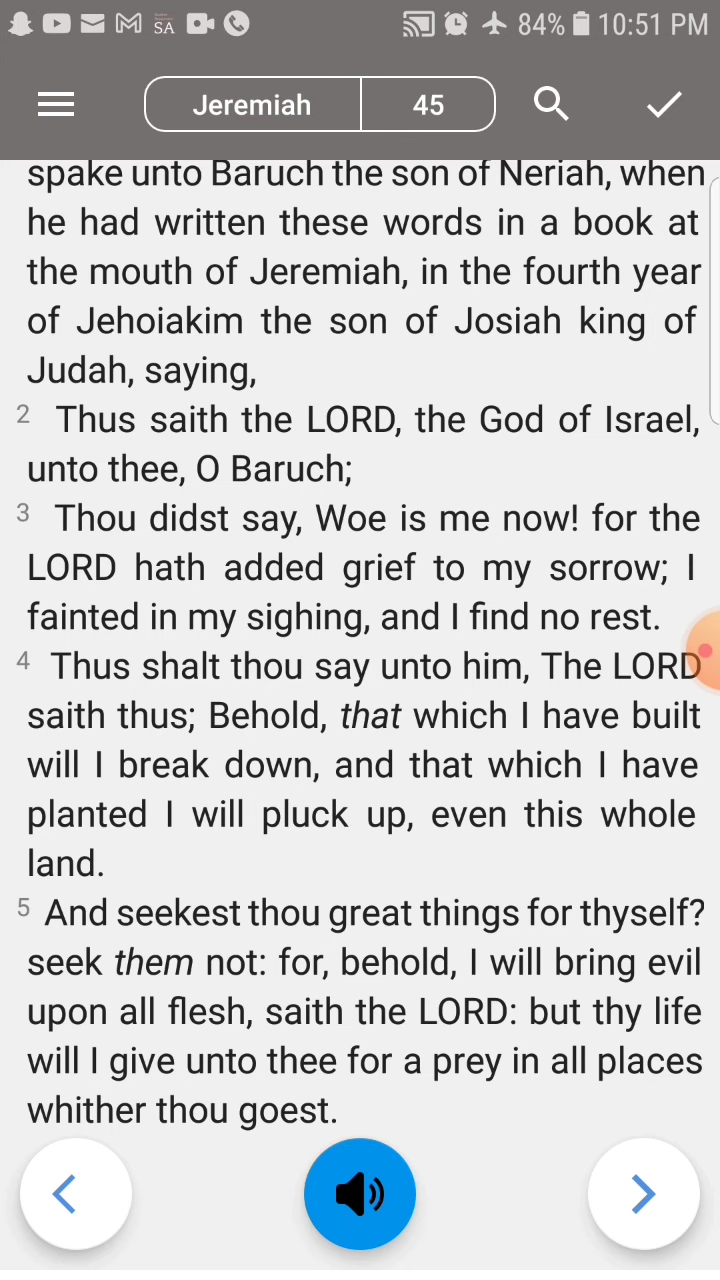 SA 84% 10:51 PM
Jeremiah 45
spake unto Baruch the son of Neriah, when
he had written these words in a book at
the mouth of Jeremiah, in the fourth year
of Jehoiakim the son of Josiah king of
Judah, saying,
2 Thus saith the LORD, the God of Israel,
unto thee, O Baruch;
3 Thou didst say, Woe is me now! for the
LORD hath added grief to my sorrow; I
fainted in my sighing, and I find no rest.
4 Thus shalt thou say unto him, The LORD
saith thus; Behold, that which I have built
will I break down, and that which I have
planted I will pluck up, even this whole
land.
5 And seekest thou great things for thyself?
seek them not: for, behold, I will bring evil
upon all flesh, saith the LORD: but thy life
will I give unto thee for a prey in all places
whither thou goest.